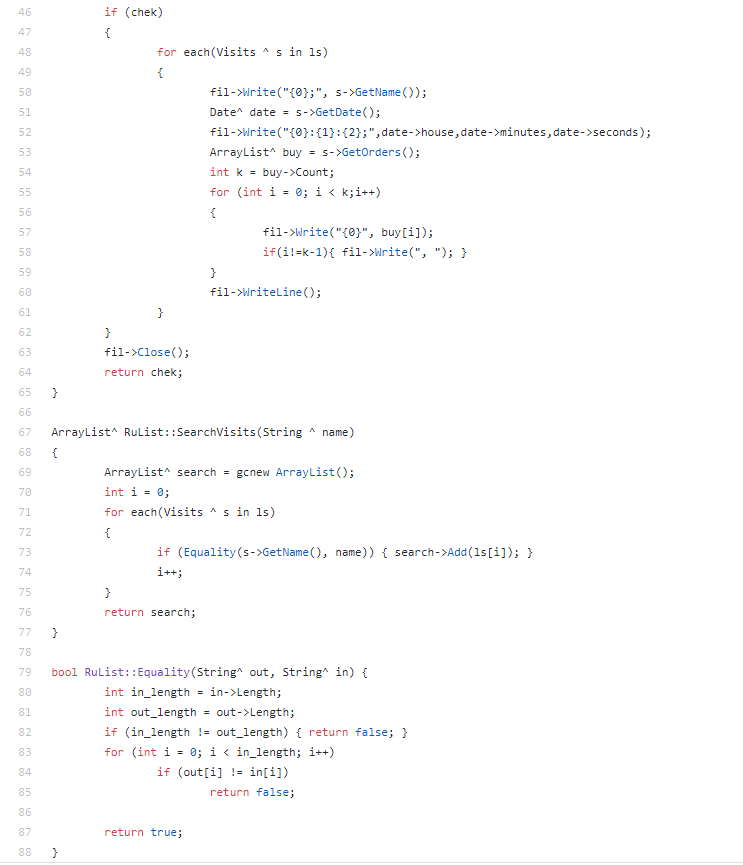 46 if (chek)
47 {
48 for each(Visits ^ s in ls)
49 {
50 fil->Write("{0};", s->GetName());
51 Date^ date = s->GetDate();
52 fil->Write("{0}:{1}:{2};",date->house,date->minutes,date->seconds);
53 ArrayList^ buy = s->GetOrders();
54 int k = buy->Count;
55 for (int i = 0; i < k;i++)
56 {
57 fil->Write("{0}", buy[i]);
58 if(i!=k-1){ fil->Write(", "); }
59 }
60 fil->WriteLine();
61 }
62 }
63 fil->Close();
64 return chek;
65 }
66
67 ArrayList^ RuList::SearchVisits(String ^ name)
68 {
69 ArrayList^ search = gcnew ArrayList();
70 int i = 0;
71 for each(Visits ^ s in ls)
72 {
73 if (Equality(s->GetName(), name)) { search->Add(ls[i]); }
74 i++;
75 }
76 return search;
77 }
78
79 bool RuList::Equality(String^ out, String^ in) {
80 int in_length = in->Length;
81 int out_length = out->Length;
82 if (in_length != out_length) { return false; }
83 for (int i = 0; i < in_length; i++)
84 if (out[i] != in[i])
85 return false;
86
87 return true;
88 }